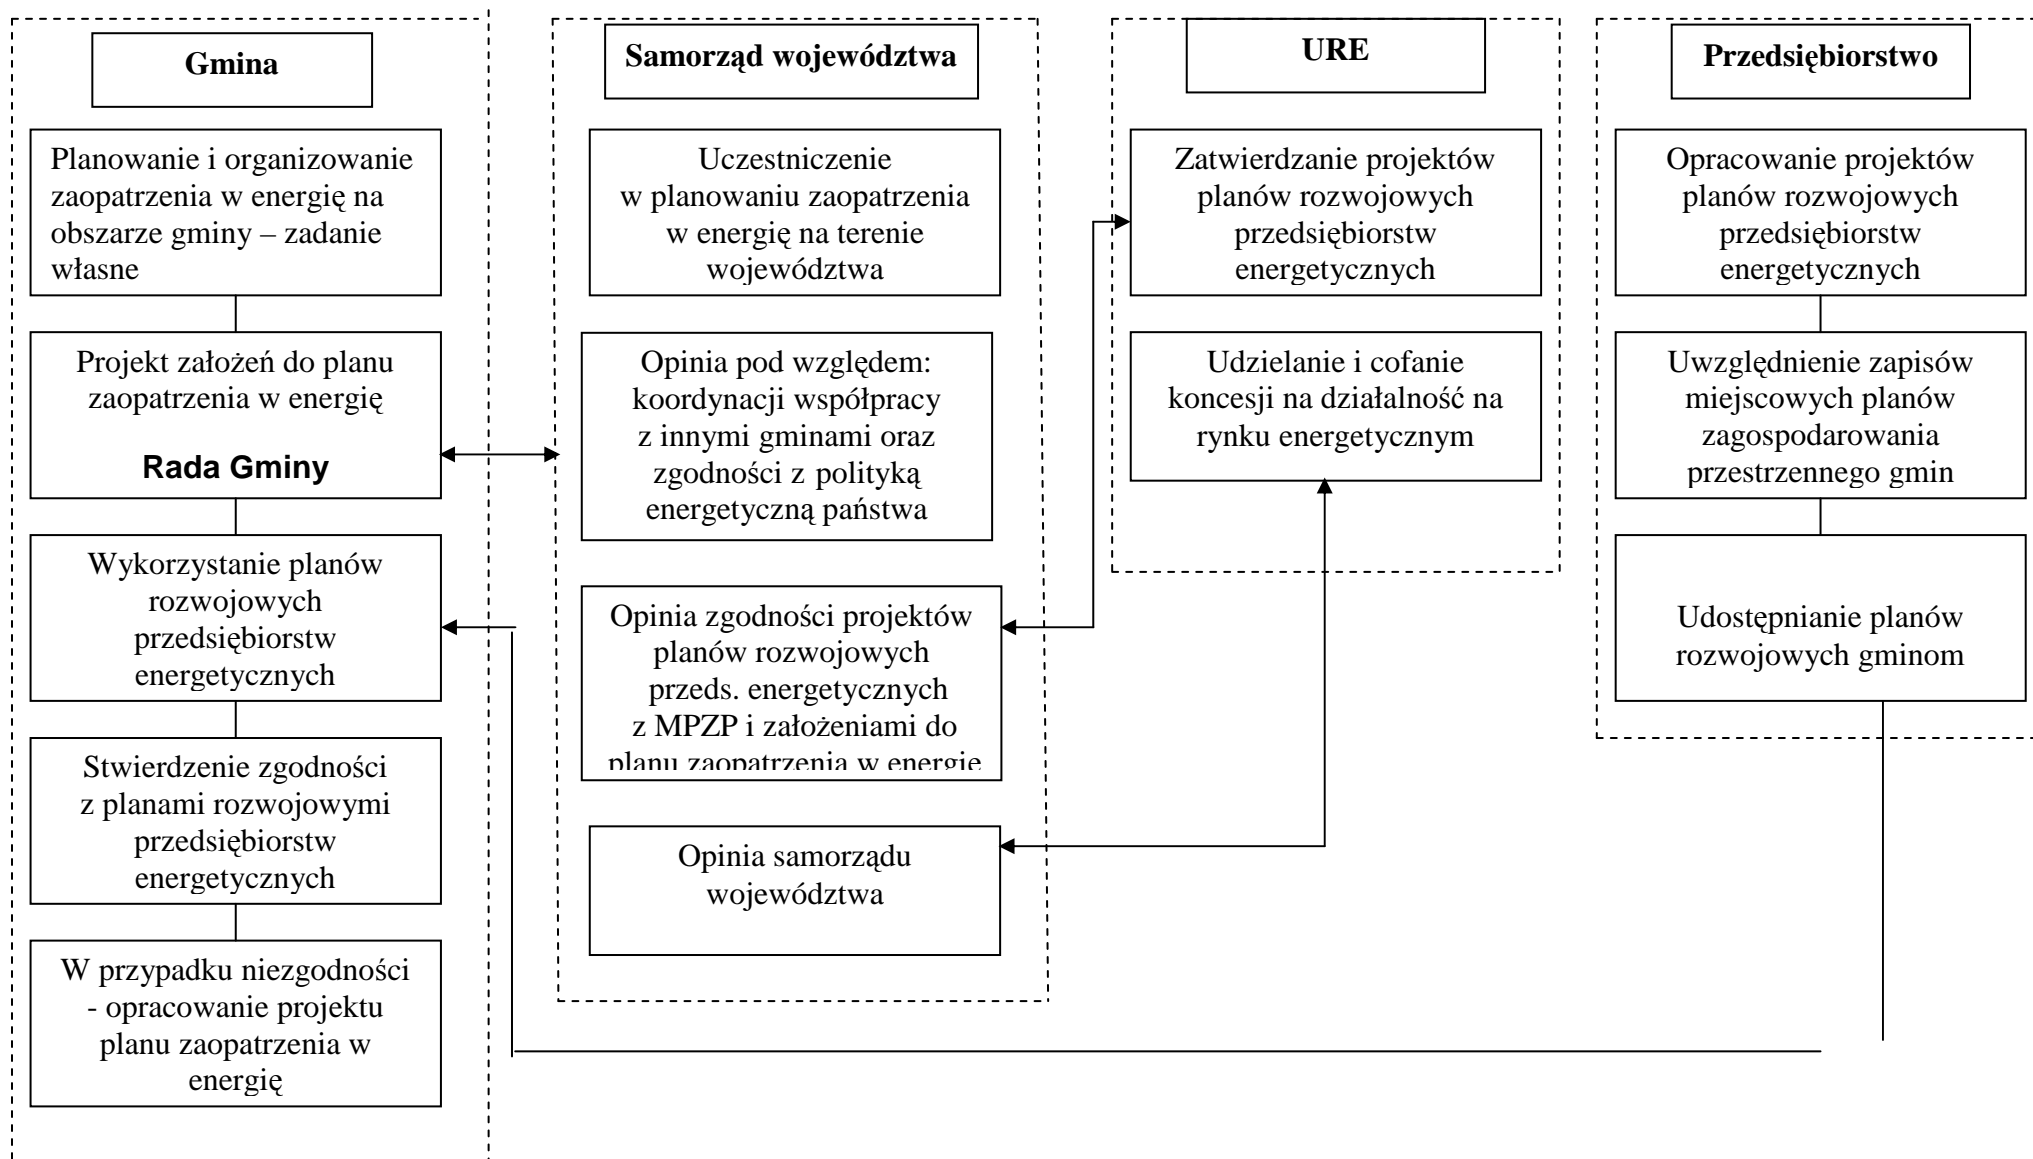 Gmina
Planowanie i organizowanie
zaopatrzenia w energię na
obszarze gminy – zadanie
własne
Projekt założeń do planu
zaopatrzenia w energię
Rada Gminy
Wykorzystanie planów
rozwojowych
przedsiębiorstw
energetycznych
Stwierdzenie zgodności
z planami rozwojowymi
przedsiębiorstw
energetycznych
W przypadku niezgodności
- opracowanie projektu
planu zaopatrzenia w
energię
Samorząd województwa
Uczestniczenie
w planowaniu zaopatrzenia
w energię na terenie
województwa
Opinia pod względem:
koordynacji współpracy
z innymi gminami oraz
zgodności z polityką
energetyczną państwa
Opinia zgodności projektów
planów rozwojowych
przeds. energetycznych
z MPZP i założeniami do
planu zaopatrzenia w energię
Opinia samorządu
województwa
URE
Zatwierdzanie projektów
planów rozwojowych
przedsiębiorstw
energetycznych
Udzielanie i cofanie
koncesji na działalność na
rynku energetycznym
Przedsiębiorstwo
Opracowanie projektów
planów rozwojowych
przedsiębiorstw
energetycznych
Uwzględnienie zapisów
miejscowych planów
zagospodarowania
przestrzennego gmin
Udostępnianie planów
rozwojowych gminom